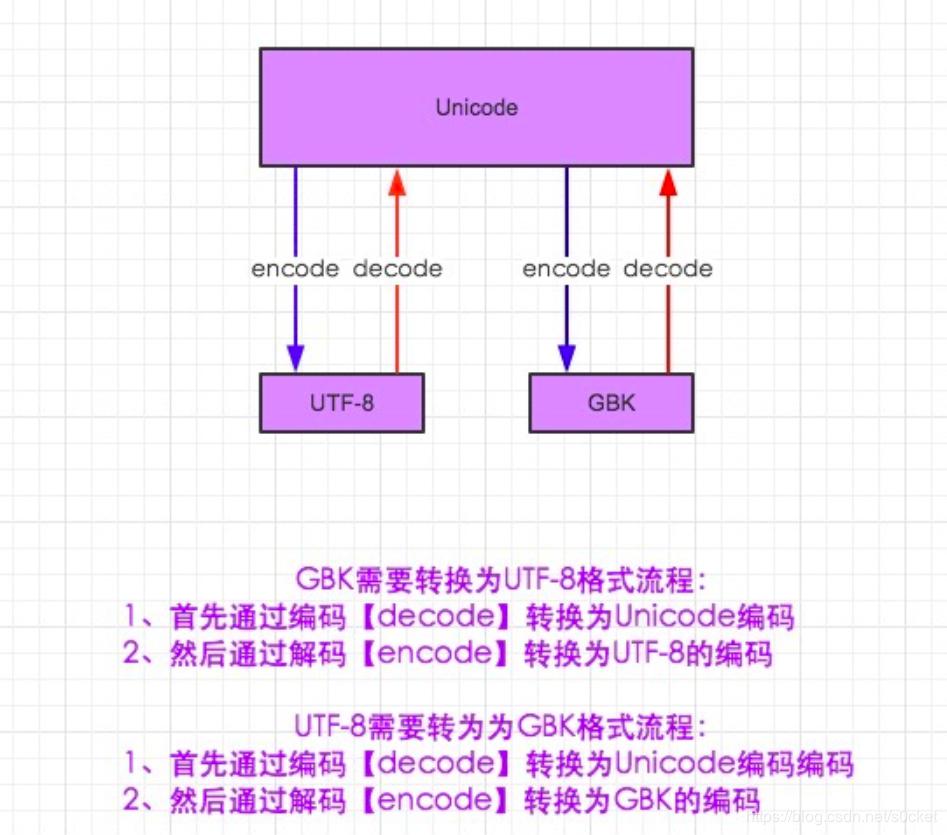 Unicode
encode decode encode decode
UTF-8 GBK
GBK需要转换为UTF-8格式流程：
1、首先通过编码【decode】转换为Unicode编码
2、然后通过解码【encode】转换为UTF-8的编码
UTF-8需要转为为GBK格式流程：
1、首先通过编码【decode】转换为Unicode编码编码
2、然后通过解码【encode】转换为GBK的编码
https://blog.csdn.net/s0ckef